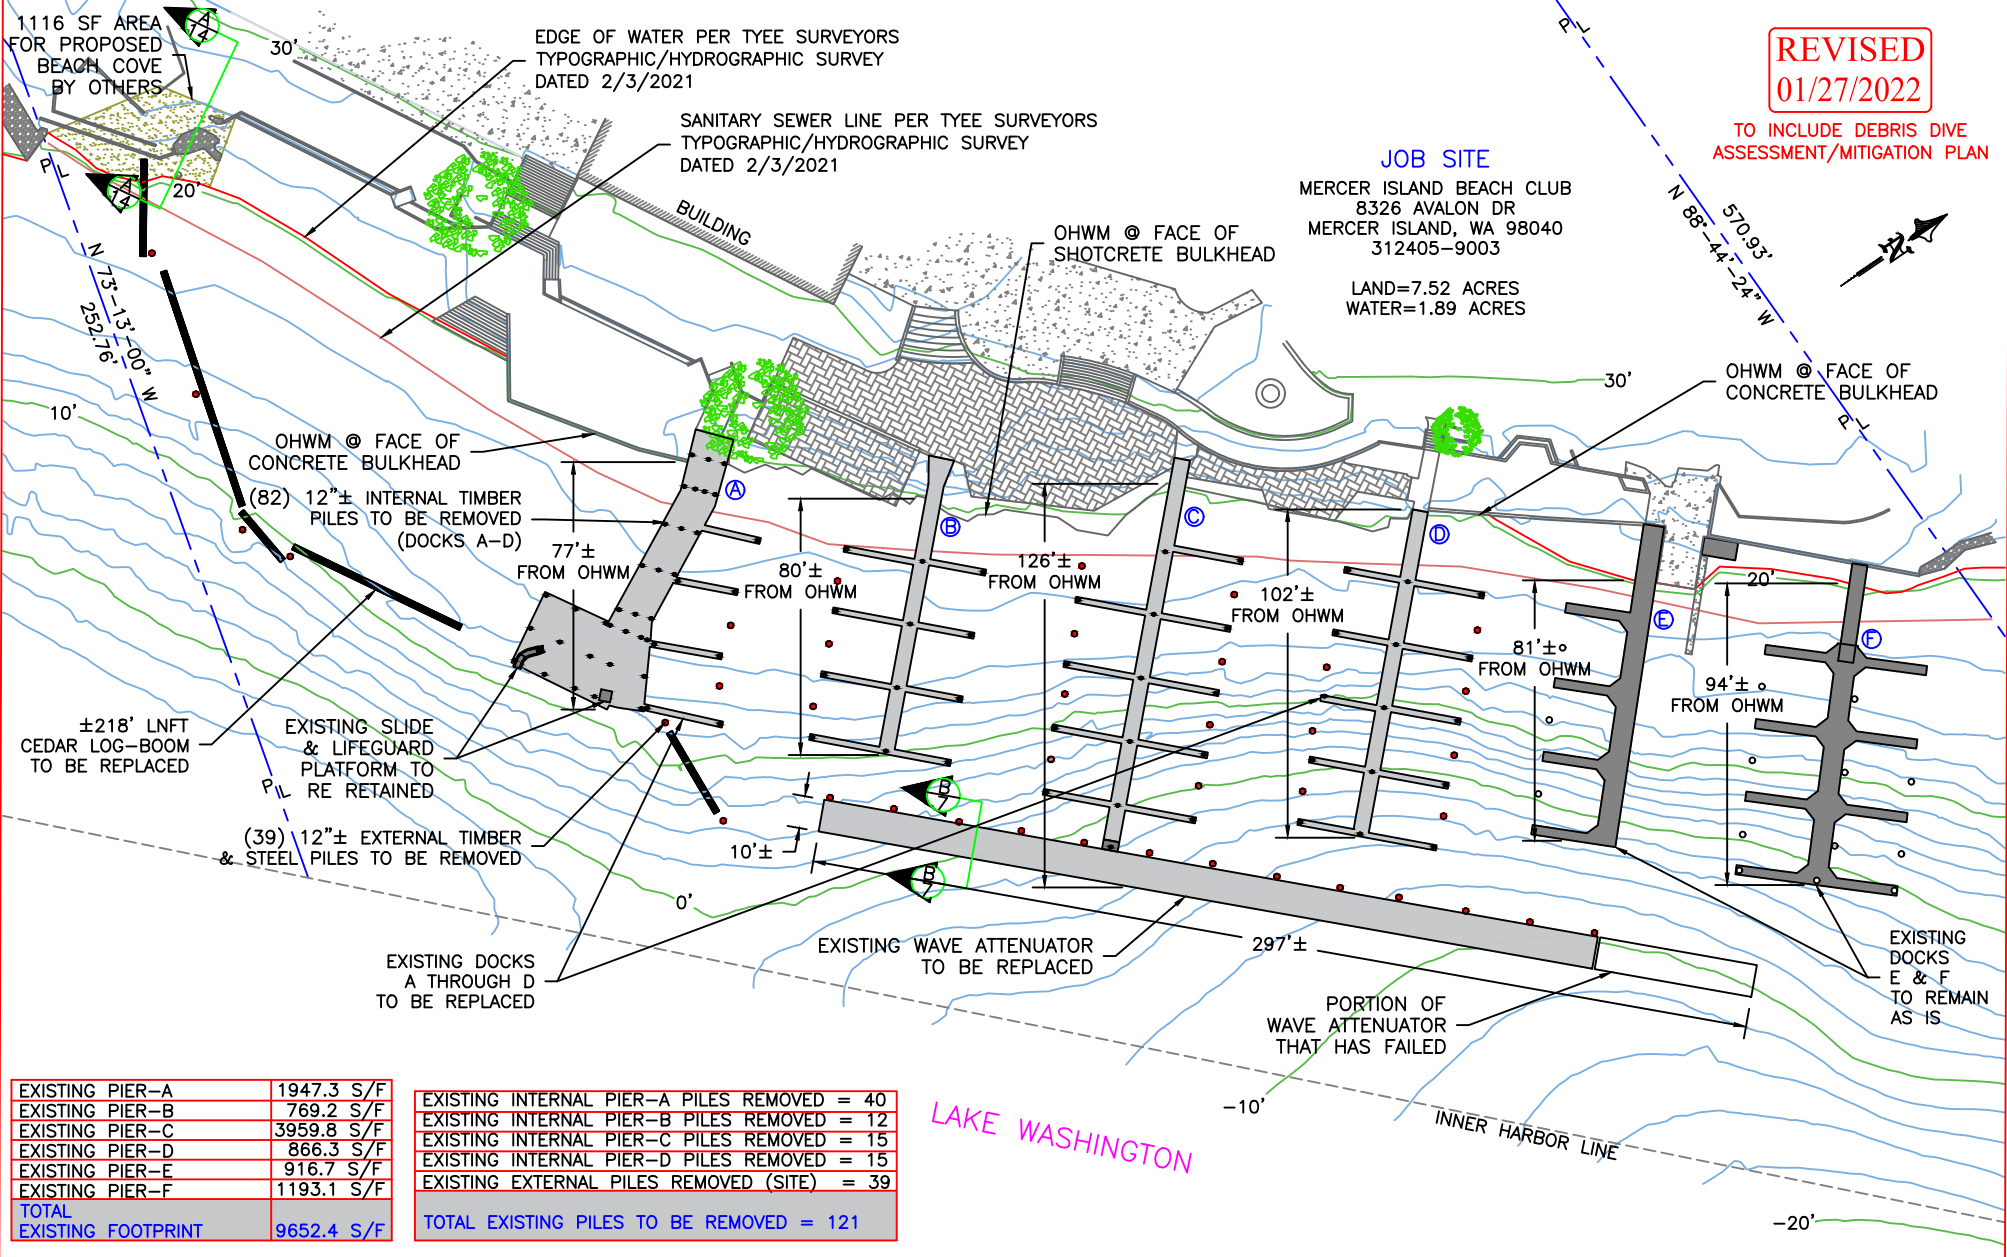 1116 SF AREA
FOR PROPOSED
BEACH COVE
BY OTHERS
A
14
30'
EDGE OF WATER PER TYEE SURVEYORS
TYPOGRAPHIC/HYDROGRAPHIC SURVEY
DATED 2/3/2021
SANITARY SEWER LINE PER TYEE SURVEYORS
TYPOGRAPHIC/HYDROGRAPHIC SURVEY
DATED 2/3/2021
P L
REVISED
01/27/2022
TO INCLUDE DEBRIS DIVE
ASSESSMENT/MITIGATION PLAN
JOB SITE
MERCER ISLAND BEACH CLUB
8326 AVALON DR
MERCER ISLAND, WA 98040
312405-9003
LAND=7.52 ACRES
WATER=1.89 ACRES
570.93'
N 88°-44'-24" W
N
P L
A
14
20'
BUILDING
OHWM @ FACE OF
SHOTCRETE BULKHEAD
N 73°-13'-00" W
252.76'
10'
30'
OHWM @ FACE OF
CONCRETE BULKHEAD
P L
OHWM @ FACE OF
CONCRETE BULKHEAD
(82) 12"± INTERNAL TIMBER
PILES TO BE REMOVED
(DOCKS A-D)
A
B
C
D
E
F
77'±
FROM OHWM
80'±
FROM OHWM
126'±
FROM OHWM
102'±
FROM OHWM
81'±
FROM OHWM
94'±
FROM OHWM
20'
±218' LNFT
CEDAR LOG-BOOM
TO BE REPLACED
EXISTING SLIDE
& LIFEGUARD
PLATFORM TO
RE RETAINED
P L
(39) 12"± EXTERNAL TIMBER
& STEEL PILES TO BE REMOVED
10'±
B
7
B
7
0'
EXISTING DOCKS
A THROUGH D
TO BE REPLACED
EXISTING WAVE ATTENUATOR
TO BE REPLACED
297'±
PORTION OF
WAVE ATTENUATOR
THAT HAS FAILED
EXISTING
DOCKS
E & F
TO REMAIN
AS IS
-10'
INNER HARBOR LINE
-20'
LAKE WASHINGTON
EXISTING PIER-A 1947.3 S/F
EXISTING PIER-B 769.2 S/F
EXISTING PIER-C 3959.8 S/F
EXISTING PIER-D 866.3 S/F
EXISTING PIER-E 916.7 S/F
EXISTING PIER-F 1193.1 S/F
TOTAL
EXISTING FOOTPRINT 9652.4 S/F
EXISTING INTERNAL PIER-A PILES REMOVED = 40
EXISTING INTERNAL PIER-B PILES REMOVED = 12
EXISTING INTERNAL PIER-C PILES REMOVED = 15
EXISTING INTERNAL PIER-D PILES REMOVED = 15
EXISTING EXTERNAL PILES REMOVED (SITE) = 39
TOTAL EXISTING PILES TO BE REMOVED = 121